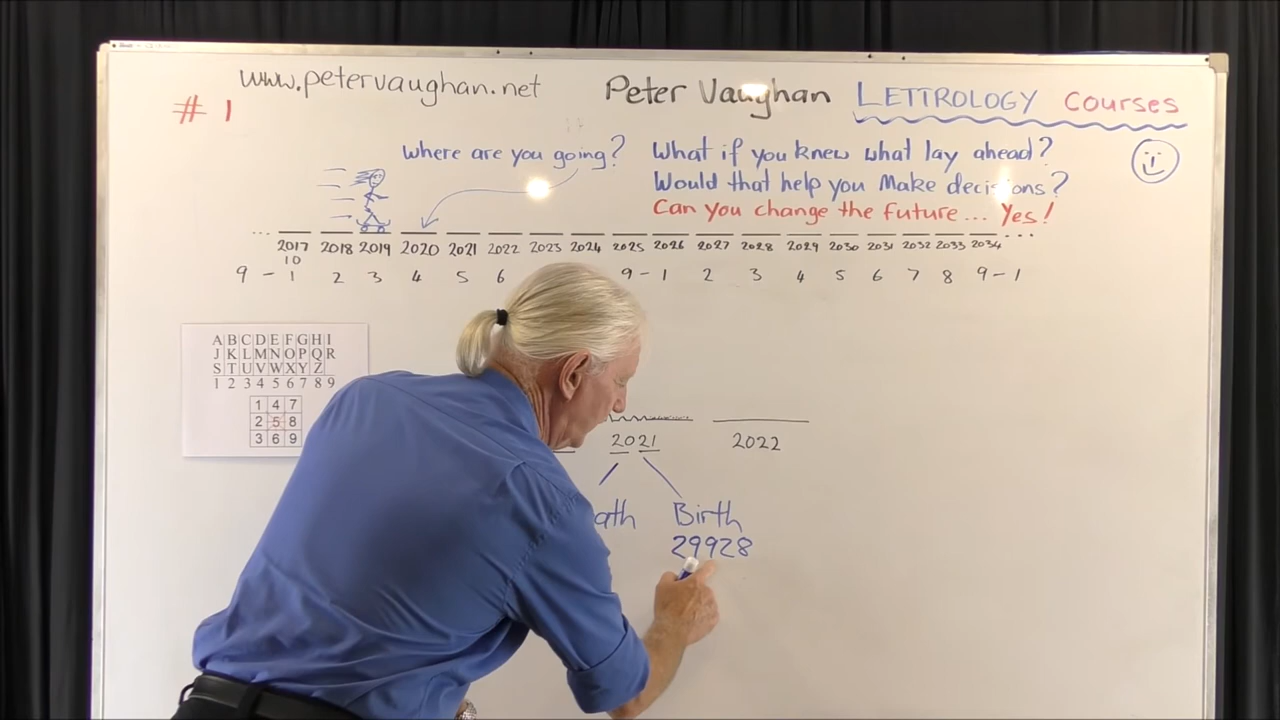 www.petervaughan.net Peter Vaughan LETTROLOGY Courses
# 1
where are you going? What if you knew what lay ahead?
Would that help you Make decisions?
Can you change the future... Yes!
... 2017 2018 2019 2020 2021 2022 2023 2024 2025 2026 2027 2028 2029 2030 2031 2032 2033 2034 ...
10
9 - 1 2 3 4 5 6 9 - 1 2 3 4 5 6 7 8 9 - 1
A B C D E F G H I
J K L M N O P Q R
S T U V W X Y Z
1 2 3 4 5 6 7 8 9
1 4 7
2 5 8
3 6 9
2021 2022
ath Birth
29928